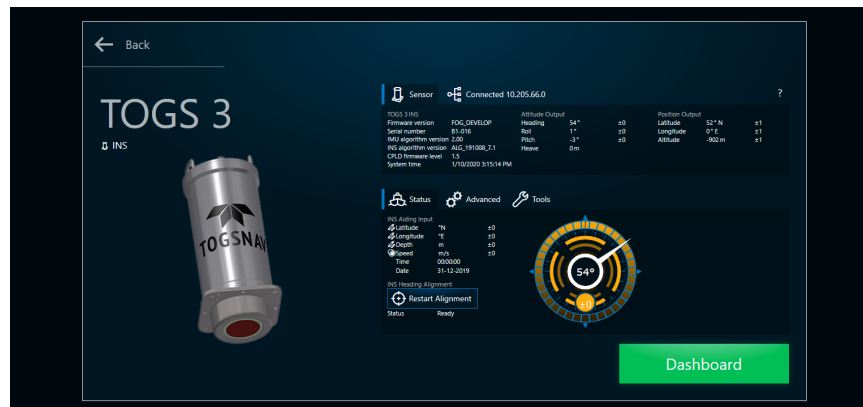 Back
TOGS 3
INS
TOGSNAV
Sensor Connected 10.205.66.0 ?
TOGS 3 INS Attitude Output Position Output
Firmware version FOG_DEVELOP Heading 54° ±0 Latitude 52° N ±1
Serial number B1-016 Roll 1° ±0 Longitude 0° E ±1
IMU algorithm version 2.00 Pitch -3° ±0 Altitude -902 m ±1
INS algorithm version ALG_191008_7.1 Heave 0 m
CPLD firmware level 1.5
System time 1/10/2020 3:15:14 PM
Status Advanced Tools
INS Aiding Input
Latitude °N ±0
Longitude °E ±0
Depth m ±0
Speed m/s ±0
Time 00:00:00
Date 31-12-2019
54°
±0
INS Heading Alignment
Restart Alignment
Status Ready
Dashboard